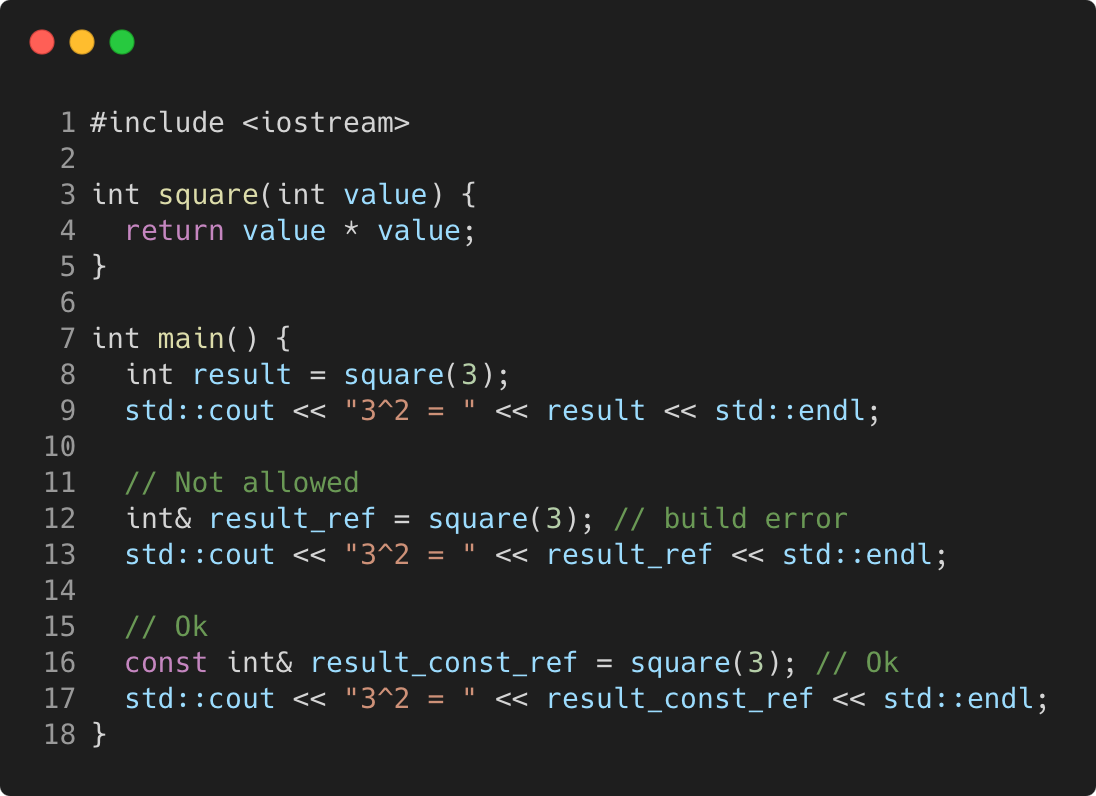 1 #include <iostream>
2
3 int square(int value) {
4   return value * value;
5 }
6
7 int main() {
8   int result = square(3);
9   std::cout << "3^2 = " << result << std::endl;
10
11   // Not allowed
12   int& result_ref = square(3); // build error
13   std::cout << "3^2 = " << result_ref << std::endl;
14
15   // Ok
16   const int& result_const_ref = square(3); // Ok
17   std::cout << "3^2 = " << result_const_ref << std::endl;
18 }